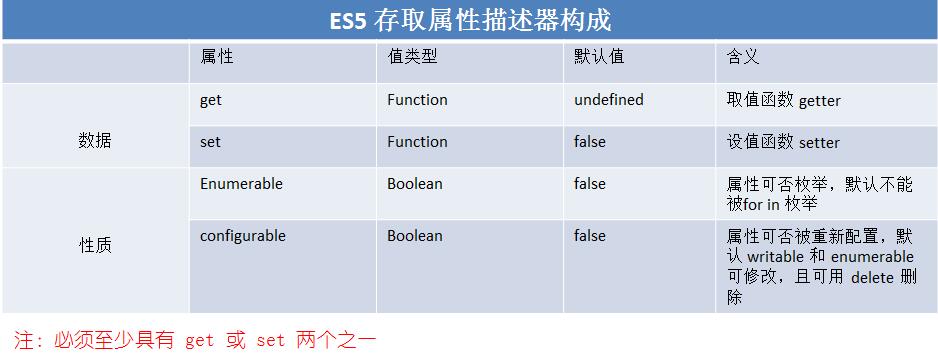 ES5 存取属性描述器构成
属性 值类型 默认值 含义
数据 get Function undefined 取值函数 getter
set Function false 设值函数 setter
性质 Enumerable Boolean false 属性可否枚举，默认不能
被for in 枚举
configurable Boolean false 属性可否被重新配置，默
认 writable 和 enumerable
可修改，且可用 delete 删
除
注: 必须至少具有 get 或 set 两个之一